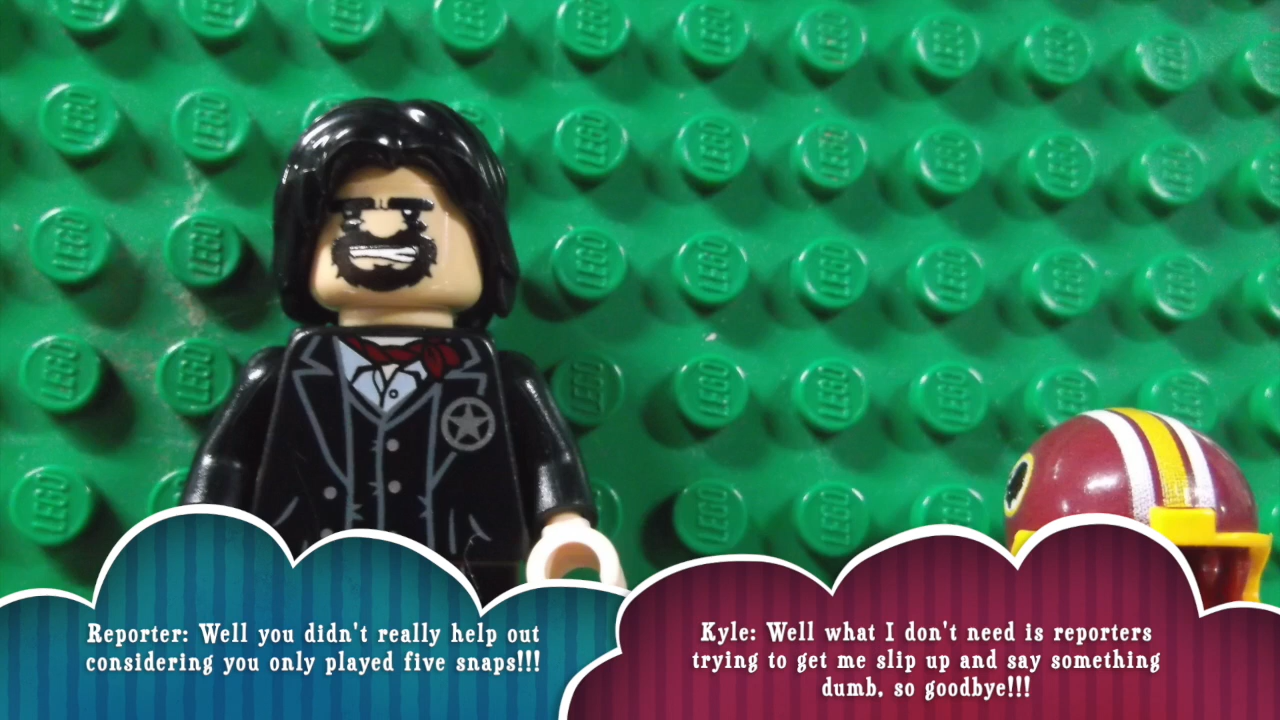 Reporter: Well you didn't really help out
considering you only played five snaps!!!
Kyle: Well what I don't need is reporters
trying to get me slip up and say something
dumb, so goodbye!!!